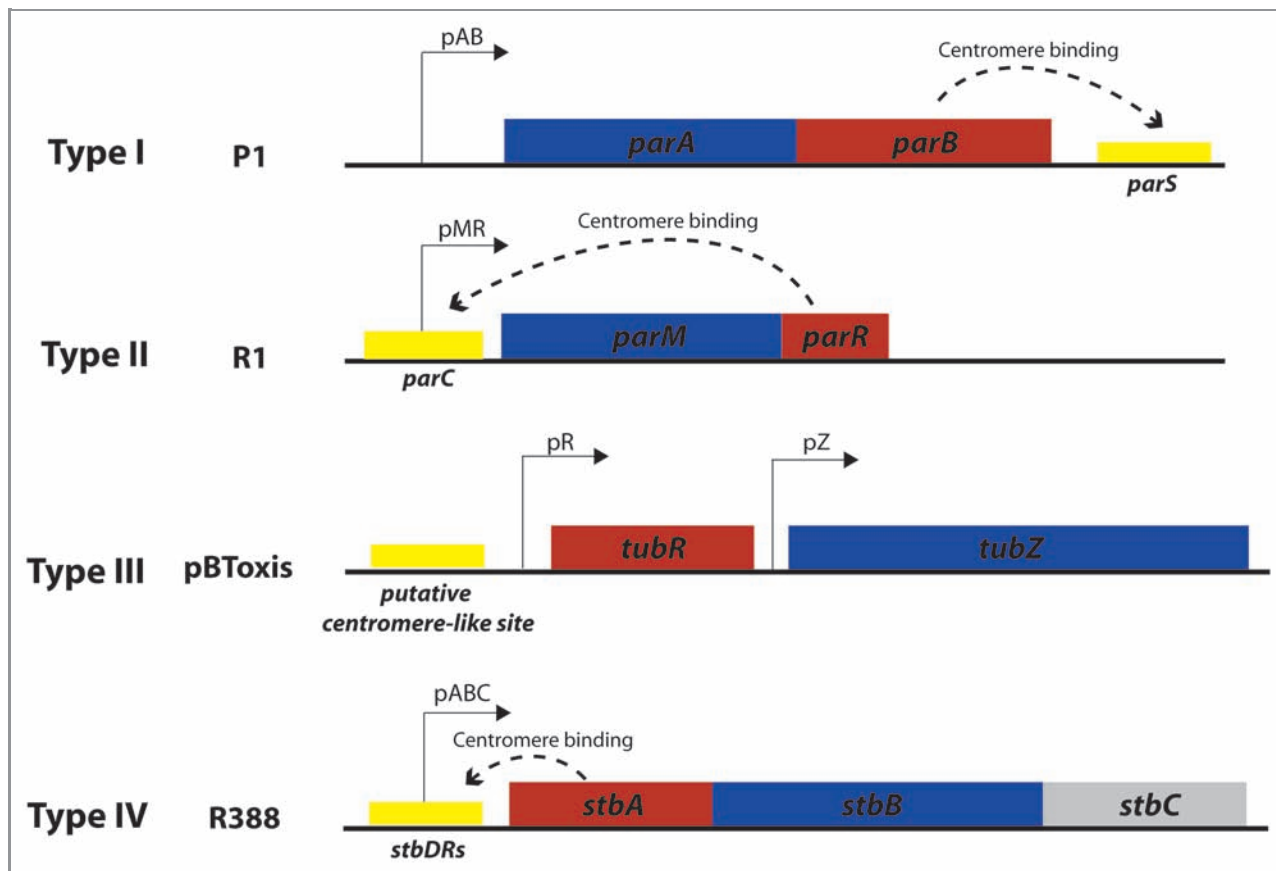 pAB
Centromere binding
Type I P1 parA parB
parS
pMR
Centromere binding
Type II R1 parM parR
parC
pR pZ
Type III pBToxis tubR tubZ
putative
centromere-like site
pABC
Centromere binding
Type IV R388 stbA stbB stbC
stbDRs